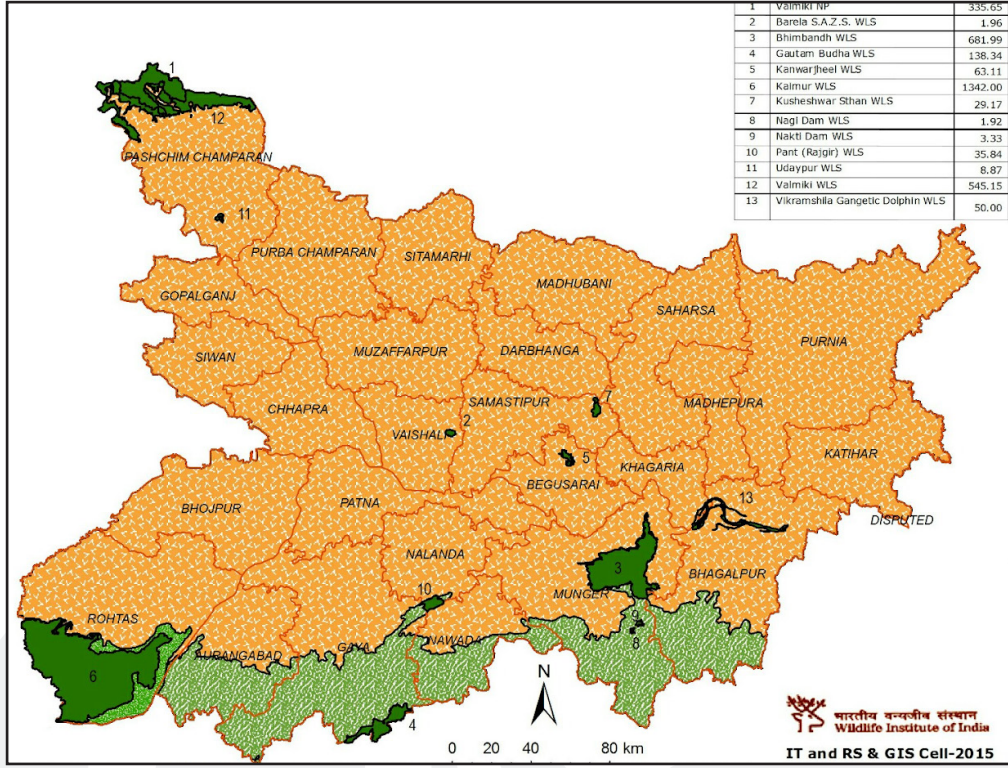 1 Valmiki NP 335.65
2 Barela S.A.Z.S. WLS 1.96
3 Bhimbandh WLS 681.99
4 Gautam Budha WLS 138.34
5 Kanwarjheel WLS 63.11
6 Kaimur WLS 1342.00
7 Kusheshwar Sthan WLS 29.17
8 Nagi Dam WLS 1.92
9 Nakti Dam WLS 3.33
10 Pant (Rajgir) WLS 35.84
11 Udaypur WLS 8.87
12 Valmiki WLS 545.15
13 Vikramshila Gangetic Dolphin WLS 50.00
1
12
PASHCHIM CHAMPARAN
11
PURBA CHAMPARAN
SITAMARHI
MADHUBANI
GOPALGANJ
SAHARSA
SIWAN
MUZAFFARPUR
DARBHANGA
PURNIA
CHHAPRA
SAMASTIPUR
7
MADHEPURA
VAISHALI
2
5
KHAGARIA
KATIHAR
BEGUSARAI
13
BHOJPUR
PATNA
DISPUTED
NALANDA
3
BHAGALPUR
10
MUNGER
ROHTAS
9
NAWADA
8
GAYA
AURANGABAD
6
N
4
0 20 40 80 km
भारतीय वन्यजीव संस्थान
Wildlife Institute of India
IT and RS & GIS Cell-2015